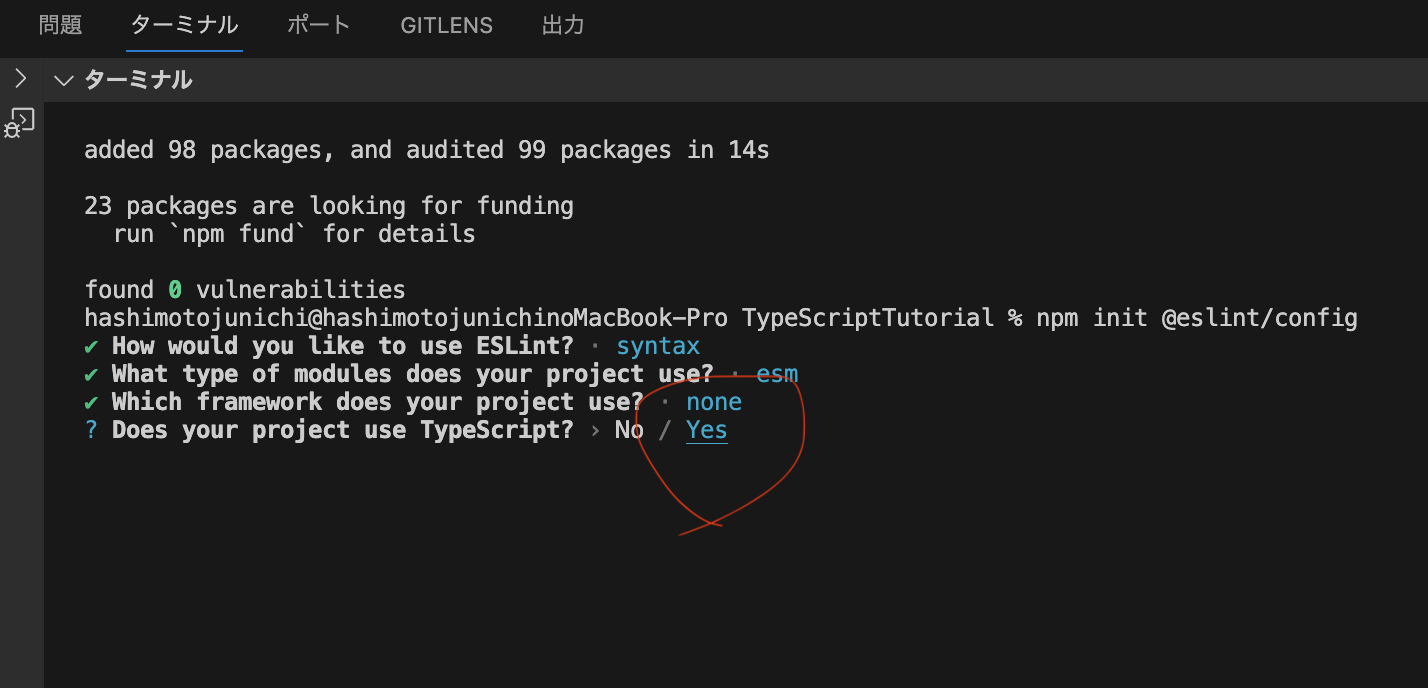 問題 ターミナル ポート GITLENS 出力
ターミナル
added 98 packages, and audited 99 packages in 14s
23 packages are looking for funding
run `npm fund` for details
found 0 vulnerabilities
hashimotojunichi@hashimotojunichinoMacBook-Pro TypeScriptTutorial % npm init @eslint/config
✔ How would you like to use ESLint? · syntax
✔ What type of modules does your project use? · esm
✔ Which framework does your project use? · none
? Does your project use TypeScript? › No / Yes